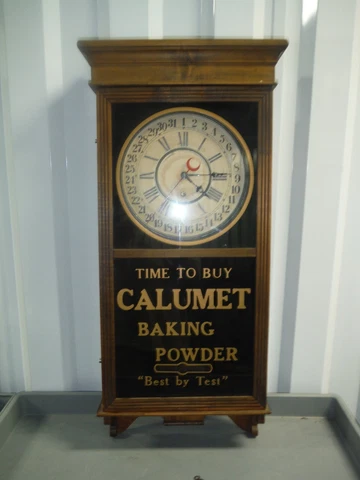 TIME TO BUY
CALUMET
BAKING
POWDER
"Best by Test"